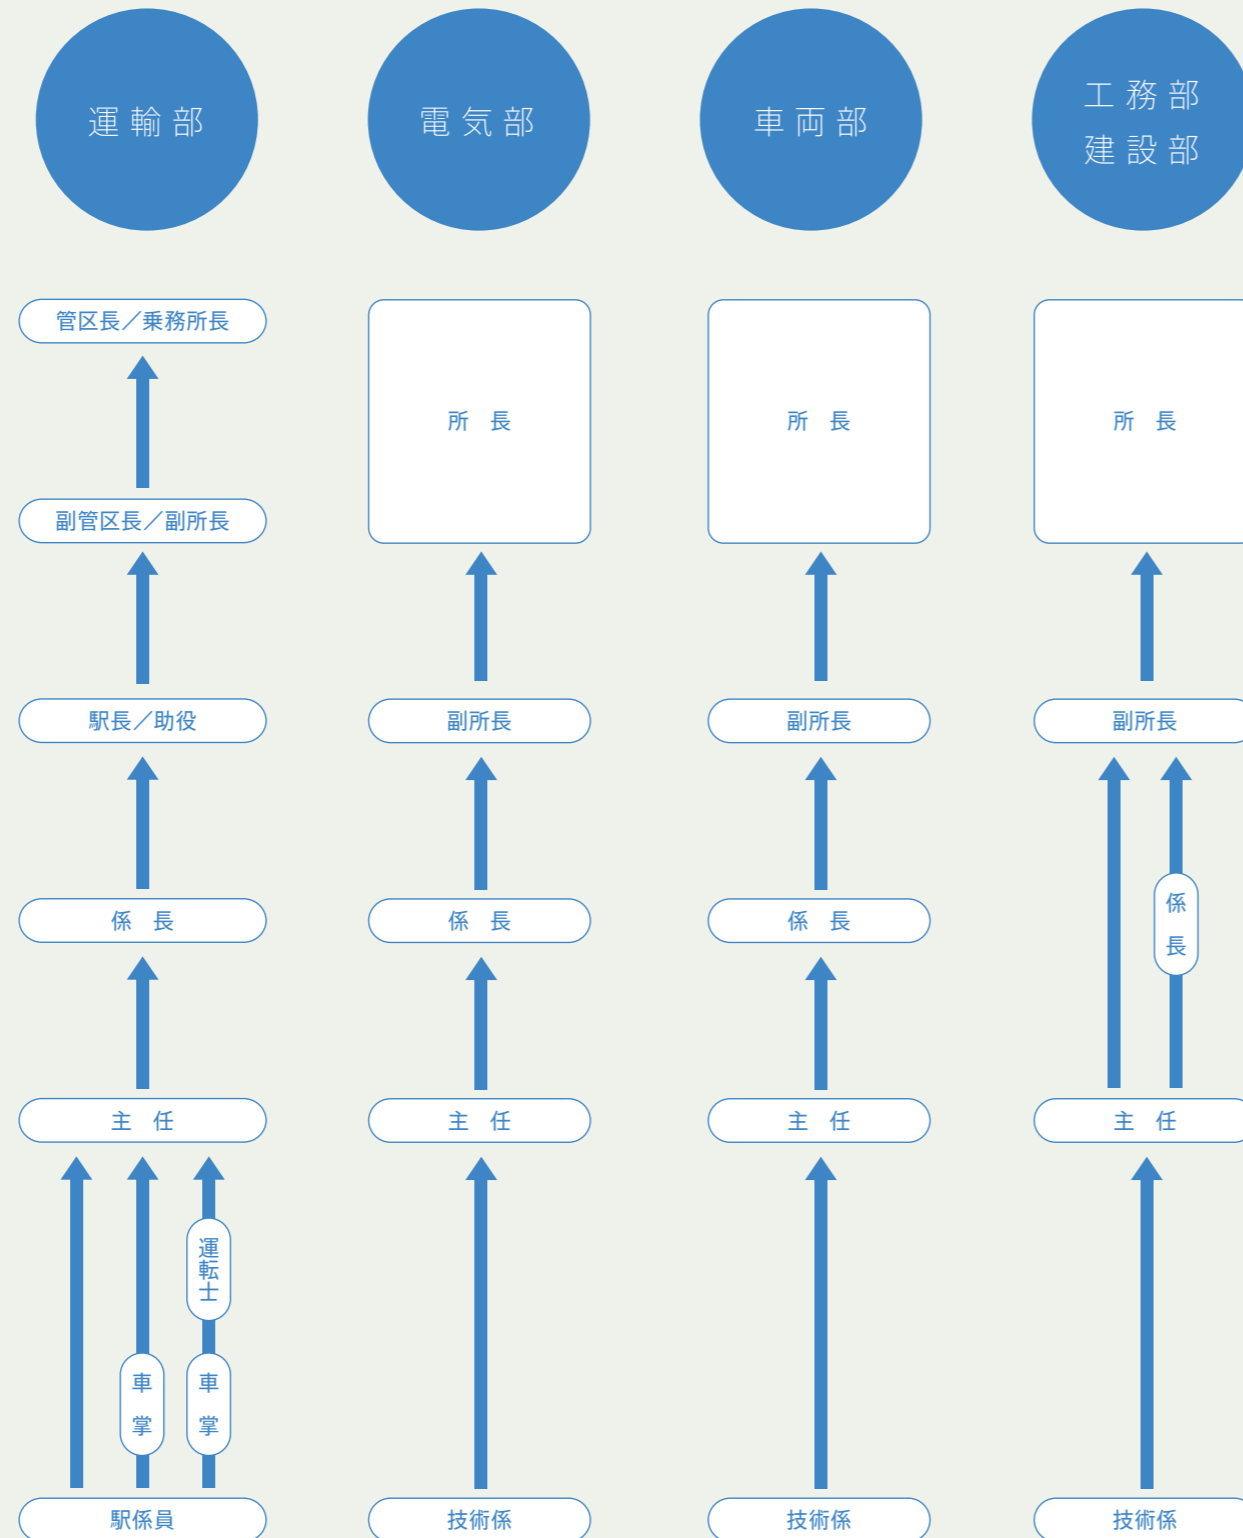 運輸部
電気部
車両部
工務部
建設部
管区長／乗務所長
副管区長／副所長
駅長／助役
係 長
主 任
運転士
車 掌
車 掌
駅係員
所 長
副所長
係 長
主 任
技術係
所 長
副所長
係 長
主 任
技術係
所 長
副所長
係 長
主 任
技術係